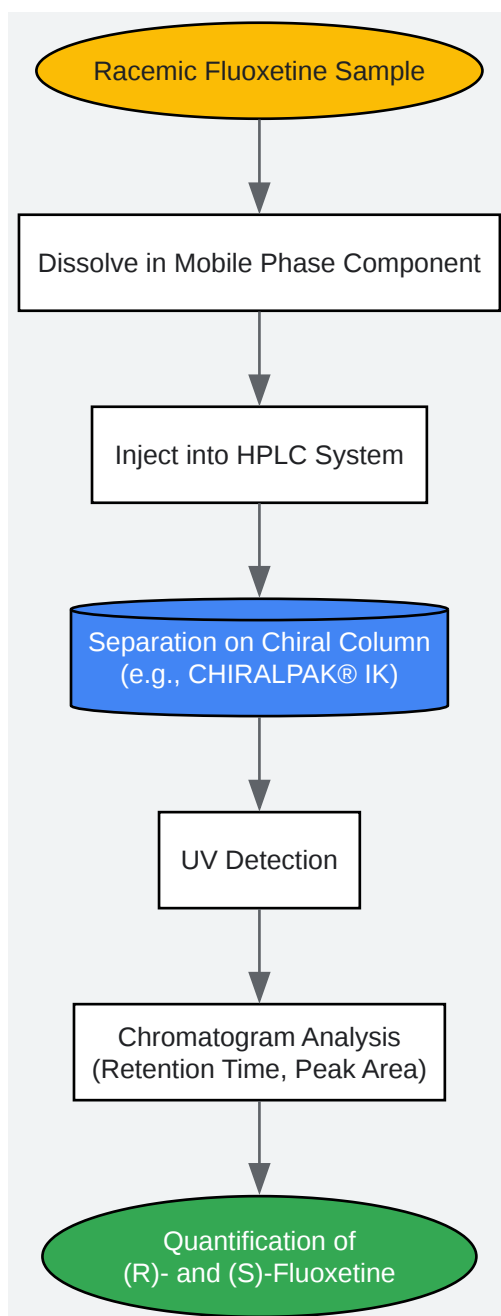 Racemic Fluoxetine Sample
Dissolve in Mobile Phase Component
Inject into HPLC System
Separation on Chiral Column
(e.g., CHIRALPAK® IK)
UV Detection
Chromatogram Analysis
(Retention Time, Peak Area)
Quantification of
(R)- and (S)-Fluoxetine